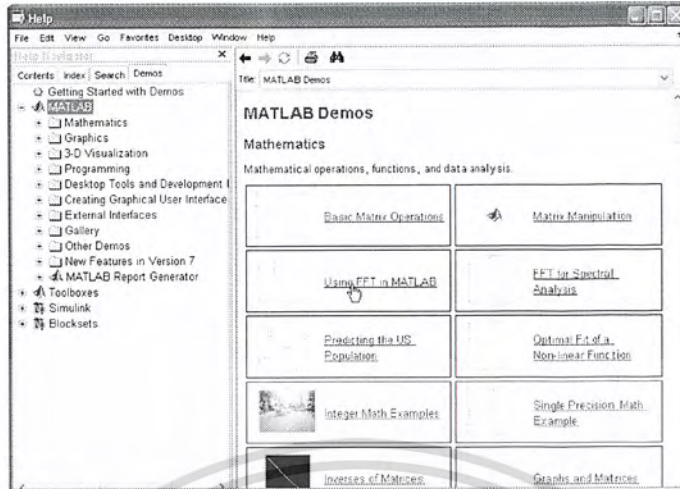 Help
File Edit View Go Favorites Desktop Window Help
Help Navigator
Contents Index Search Demos
Getting Started with Demos
MATLAB
Mathematics
Graphics
3-D Visualization
Programming
Desktop Tools and Development
Creating Graphical User Interface
External Interfaces
Gallery
Other Demos
New Features in Version 7
MATLAB Report Generator
Toolboxes
Simulink
Blocksets
Title: MATLAB Demos
MATLAB Demos
Mathematics
Mathematical operations, functions, and data analysis.
Basic Matrix Operations
Matrix Manipulation
Using FFT in MATLAB
FFT for Spectral
Analysis
Predicting the US
Population
Optimal Fit of a
Non-linear Function
Integer Math Examples
Single Precision Math
Example
Inverses of Matrices
Graphs and Matrices